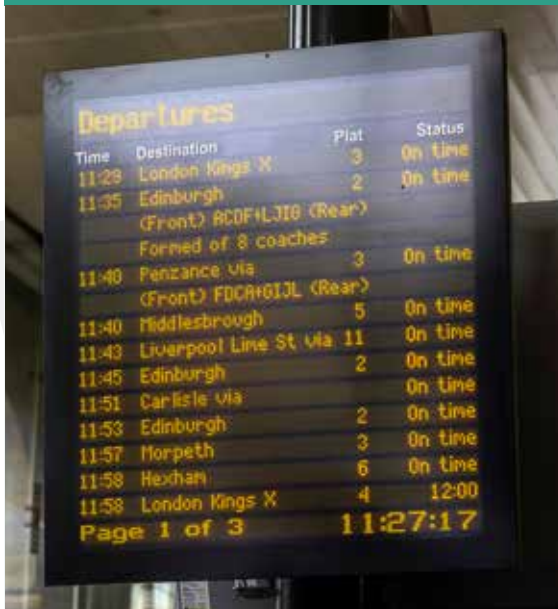 Departures
Time Destination Plat Status
11:29 London Kings X 3 On time
11:35 Edinburgh 2 On time
(Front) ACDF+LJIG (Rear)
Formed of 8 coaches
11:40 Penzance via 3 On time
(Front) FDCA+GIJL (Rear)
11:40 Middlesbrough 5 On time
11:43 Liverpool Lime St via 11 On time
11:45 Edinburgh 2 On time
11:51 Carlisle via On time
11:53 Edinburgh 2 On time
11:57 Morpeth 3 On time
11:58 Hexham 6 On time
11:58 London Kings X 4 12:00
Page 1 of 3 11:27:17